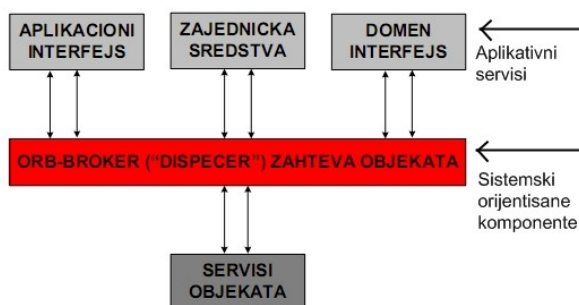 APLIKACIONI
INTERFEJS
ZAJEDNICKA
SREDSTVA
DOMEN
INTERFEJS
Aplikativni
servisi
ORB-BROKER ("DISPECER") ZAHTEVA OBJEKATA
Sistemski
orijentisane
komponente
SERVISI
OBJEKATA